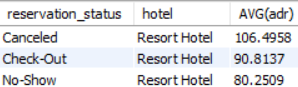 reservation_status hotel AVG(adr)
Canceled Resort Hotel 106.4958
Check-Out Resort Hotel 90.8137
No-Show Resort Hotel 80.2509